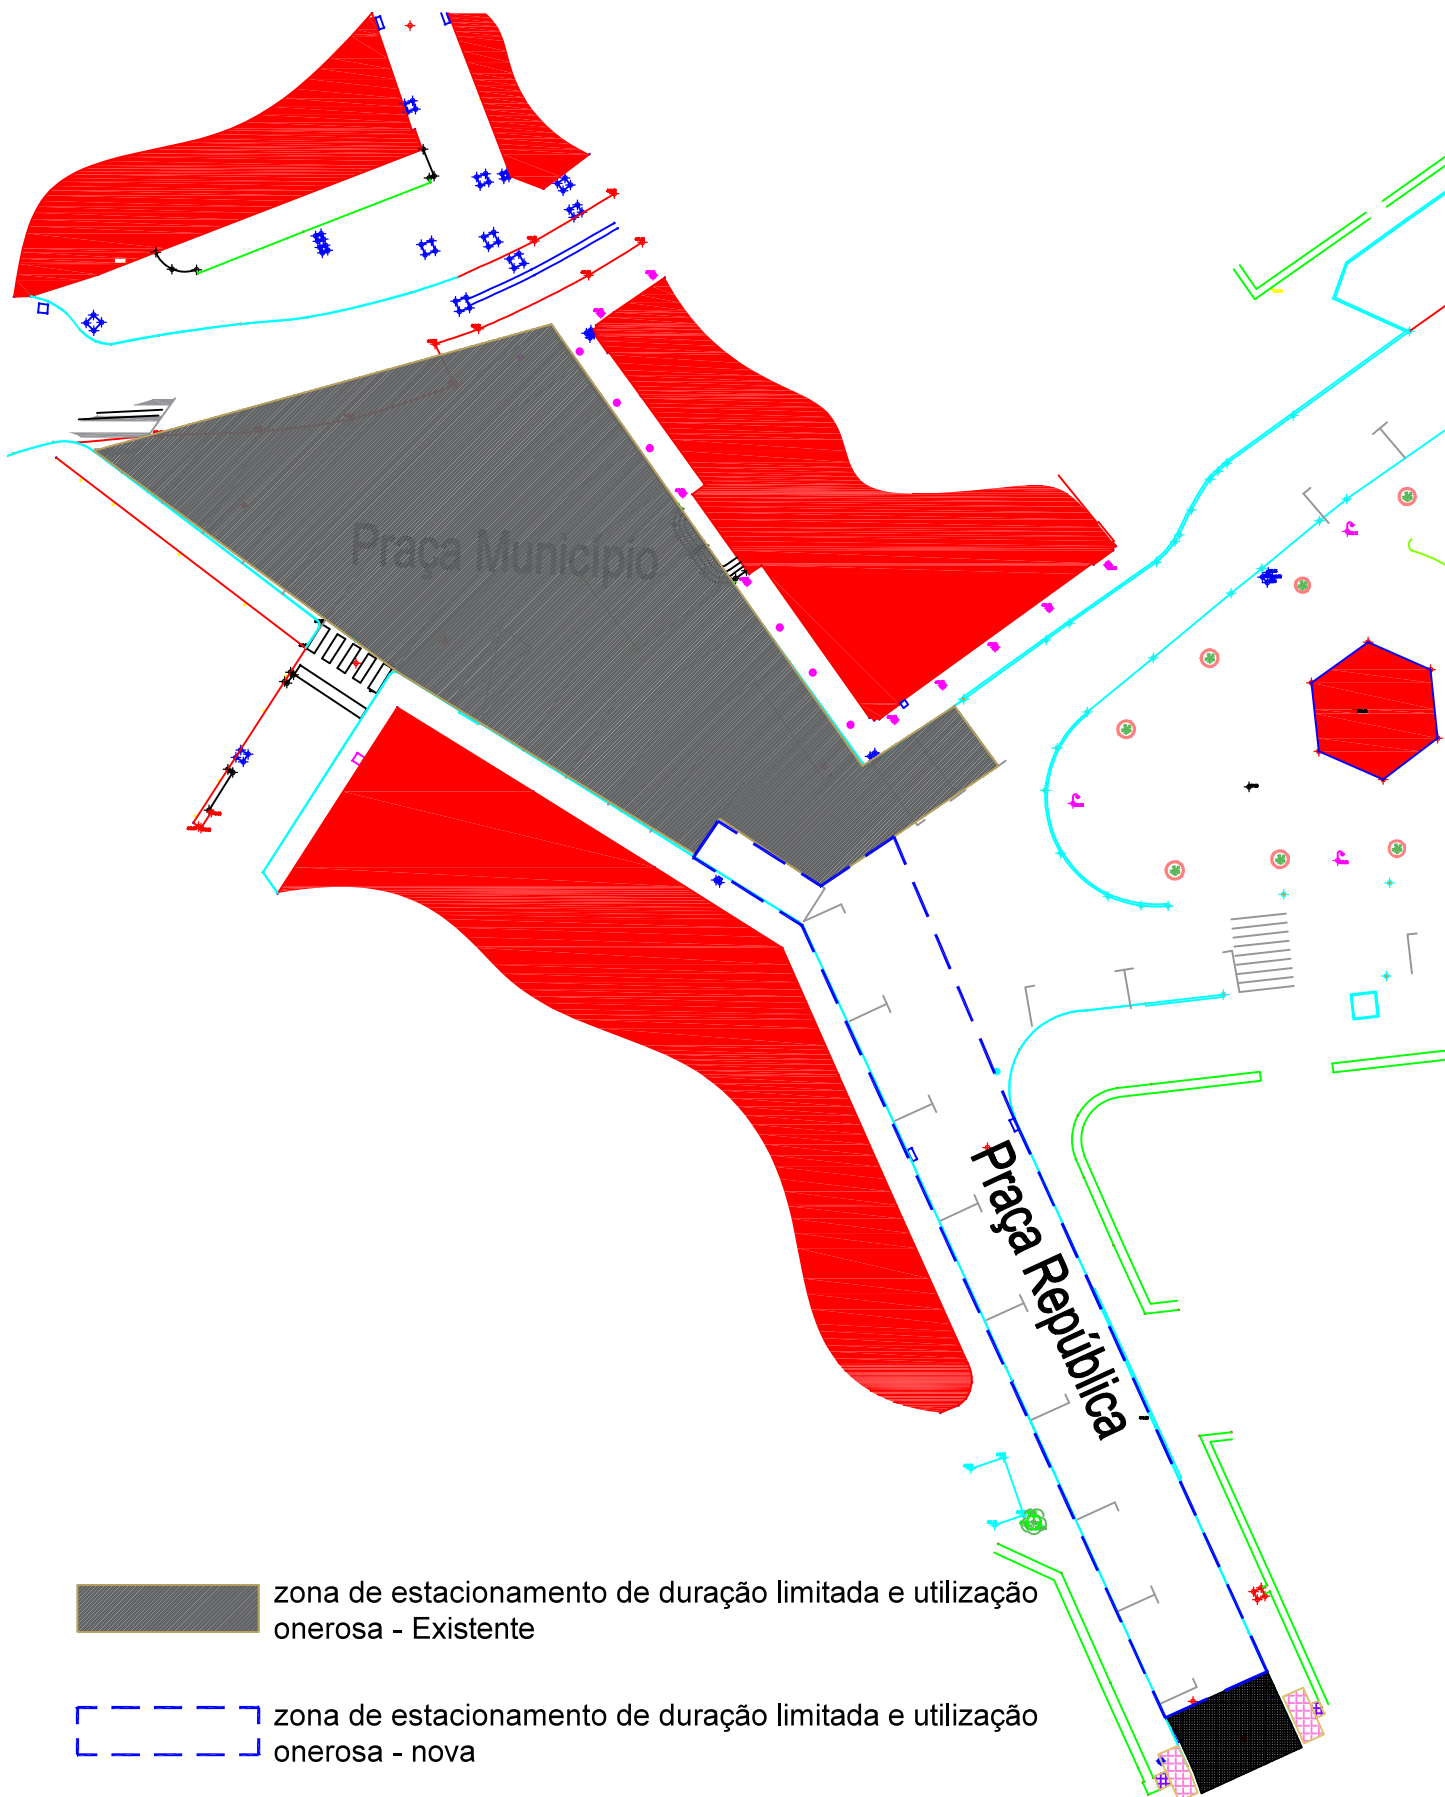 Praça Município
Praça República
zona de estacionamento de duração limitada e utilização
onerosa - Existente
zona de estacionamento de duração limitada e utilização
onerosa - nova